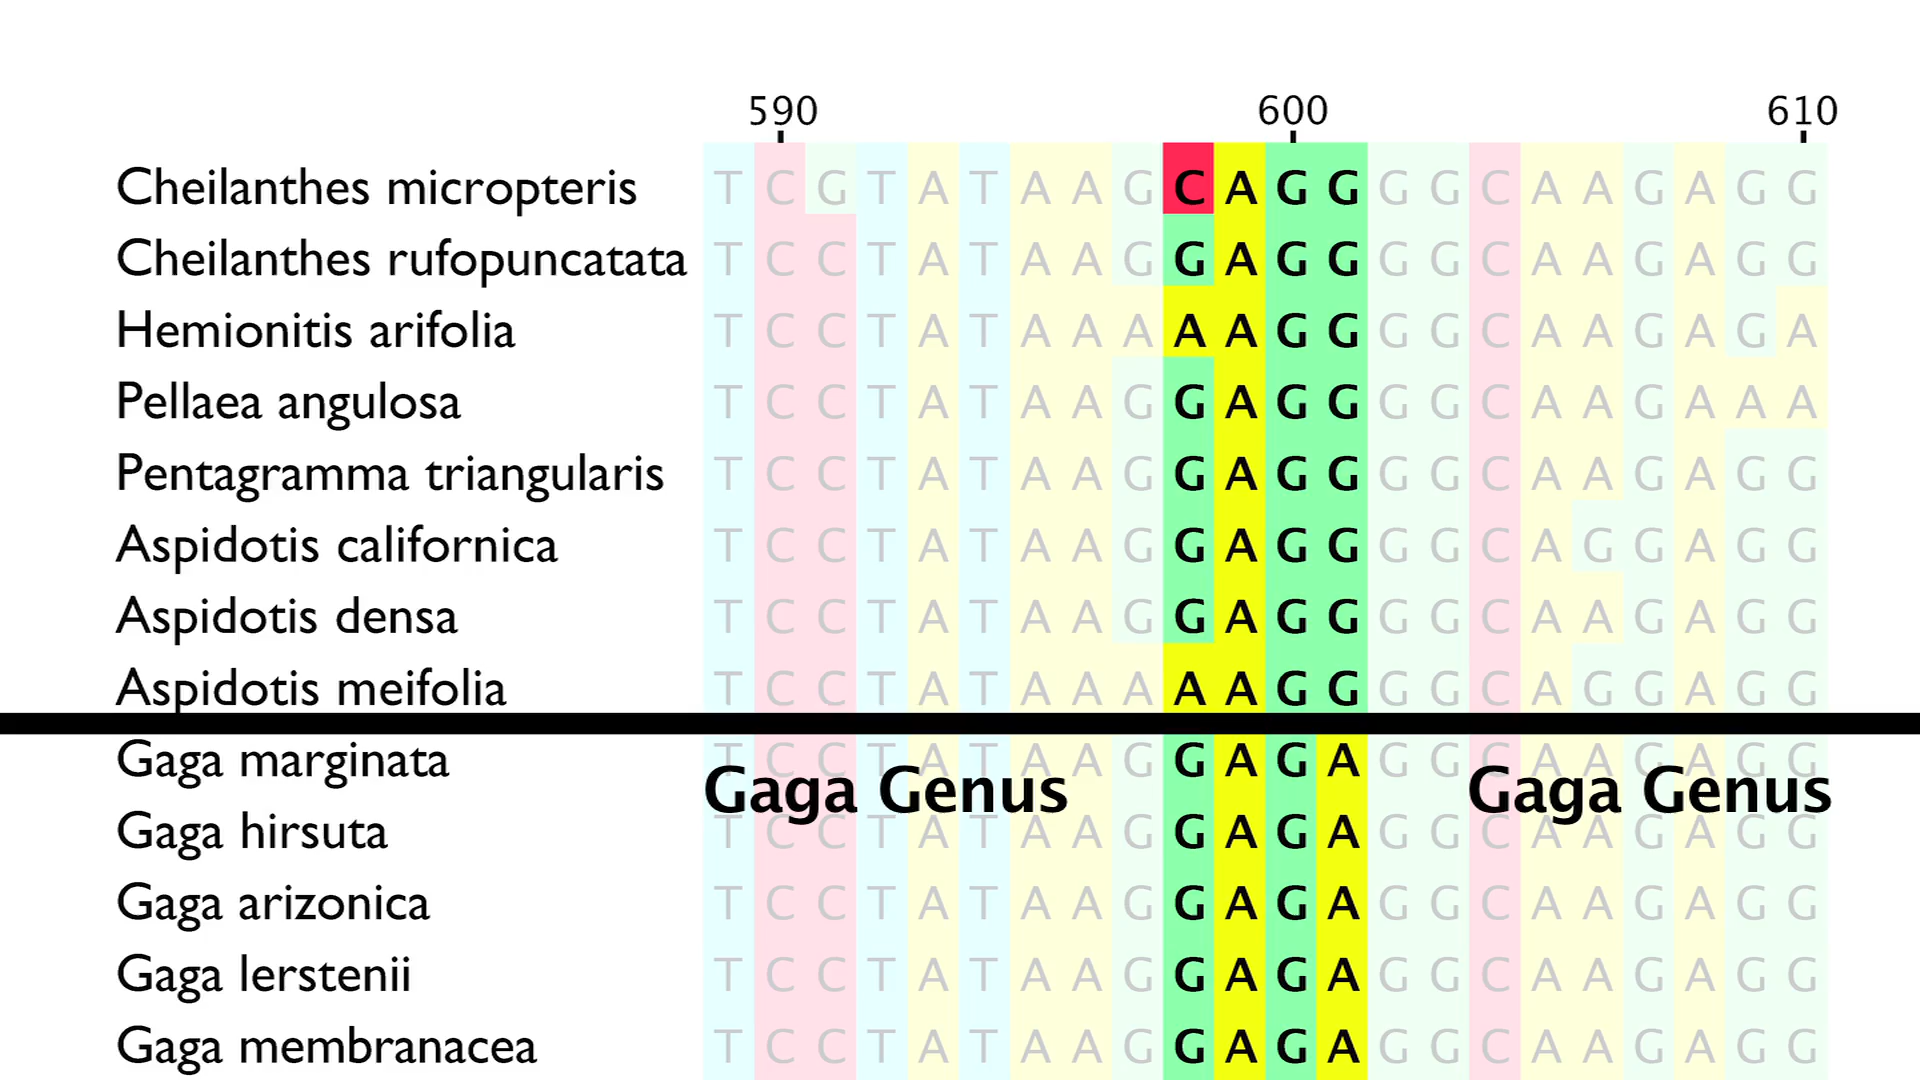 590 600 610
Cheilanthes micropteris T C G T A T A A G C A G G G G C A A G A G G
Cheilanthes rufopuncatata T C C T A T A A G G A G G G G C A A G A G G
Hemionitis arifolia T C C T A T A A A A A G G G G C A A G A G A
Pellaea angulosa T C C T A T A A G G A G G G G C A A G A A A
Pentagramma triangularis T C C T A T A A G G A G G G G C A A G A G G
Aspidotis californica T C C T A T A A G G A G G G G C A G G A G G
Aspidotis densa T C C T A T A A G G A G G G G C A A G A G G
Aspidotis meifolia T C C T A T A A A A A G G G G C A G G A G G
Gaga marginata T C C T A T A A G G A G A G G C A A G A G G
Gaga Genus Gaga Genus
Gaga hirsuta T C C T A T A A G G A G A G G C A A G A G G
Gaga arizonica T C C T A T A A G G A G A G G C A A G A G G
Gaga lerstenii T C C T A T A A G G A G A G G C A A G A G G
Gaga membranacea T C C T A T A A G G A G A G G C A A G A G G